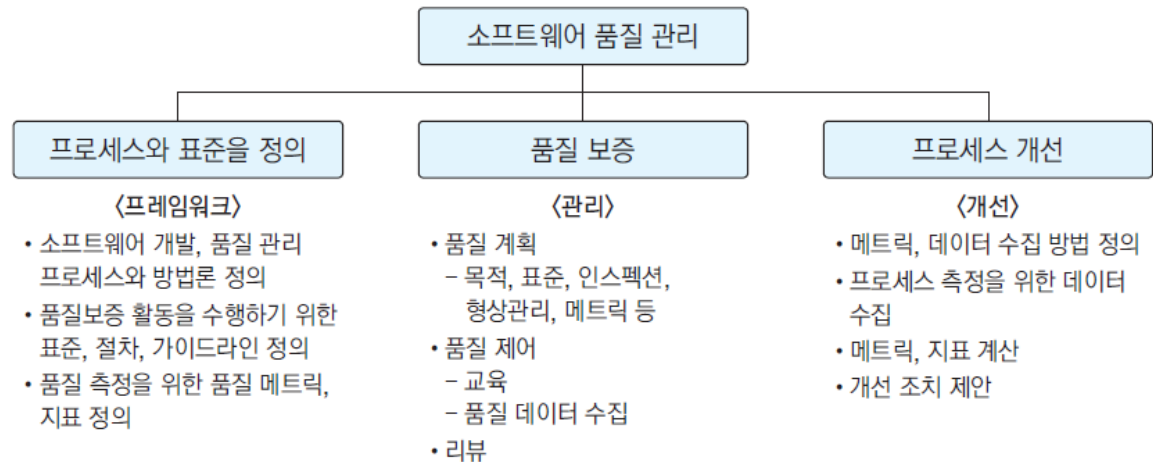 소프트웨어 품질 관리
프로세스와 표준을 정의
〈프레임워크〉
• 소프트웨어 개발, 품질 관리
프로세스와 방법론 정의
• 품질보증 활동을 수행하기 위한
표준, 절차, 가이드라인 정의
• 품질 측정을 위한 품질 메트릭,
지표 정의
품질 보증
〈관리〉
• 품질 계획
– 목적, 표준, 인스펙션,
형상관리, 메트릭 등
• 품질 제어
– 교육
– 품질 데이터 수집
• 리뷰
프로세스 개선
〈개선〉
• 메트릭, 데이터 수집 방법 정의
• 프로세스 측정을 위한 데이터
수집
• 메트릭, 지표 계산
• 개선 조치 제안